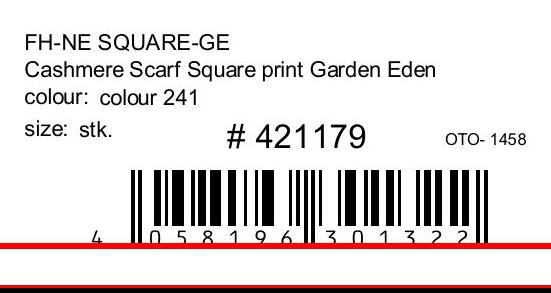 FH-NE SQUARE-GE
Cashmere Scarf Square print Garden Eden
colour: colour 241
size: stk.
# 421179
OTO- 1458
4 058196 301322